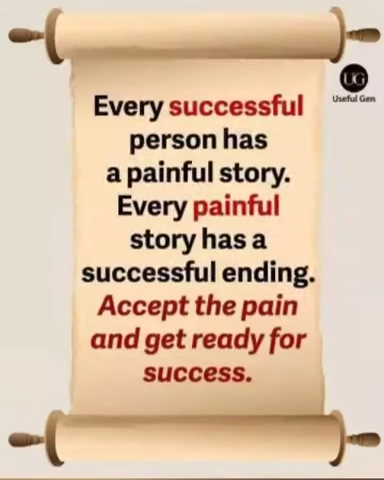 UG
Useful Gen
Every successful
person has
a painful story.
Every painful
story has a
successful ending.
Accept the pain
and get ready for
success.